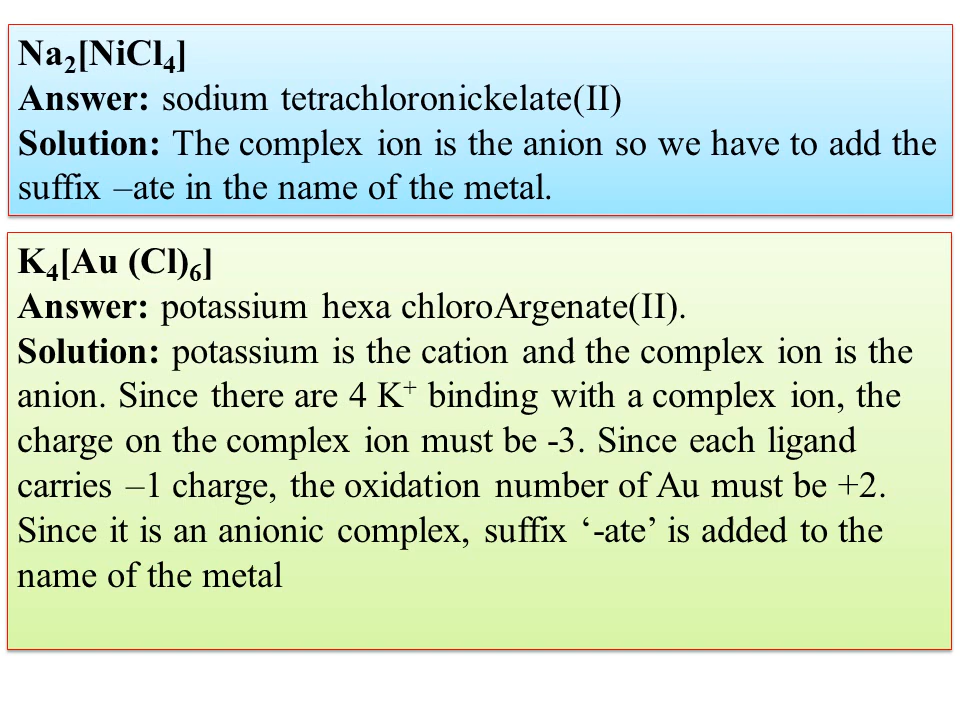 Na₂[NiCl₄]
Answer: sodium tetrachloronickelate(II)
Solution: The complex ion is the anion so we have to add the
suffix –ate in the name of the metal.
K₄[Au (Cl)₆]
Answer: potassium hexa chloroArgenate(II).
Solution: potassium is the cation and the complex ion is the
anion. Since there are 4 K⁺ binding with a complex ion, the
charge on the complex ion must be -3. Since each ligand
carries –1 charge, the oxidation number of Au must be +2.
Since it is an anionic complex, suffix ‘-ate’ is added to the
name of the metal